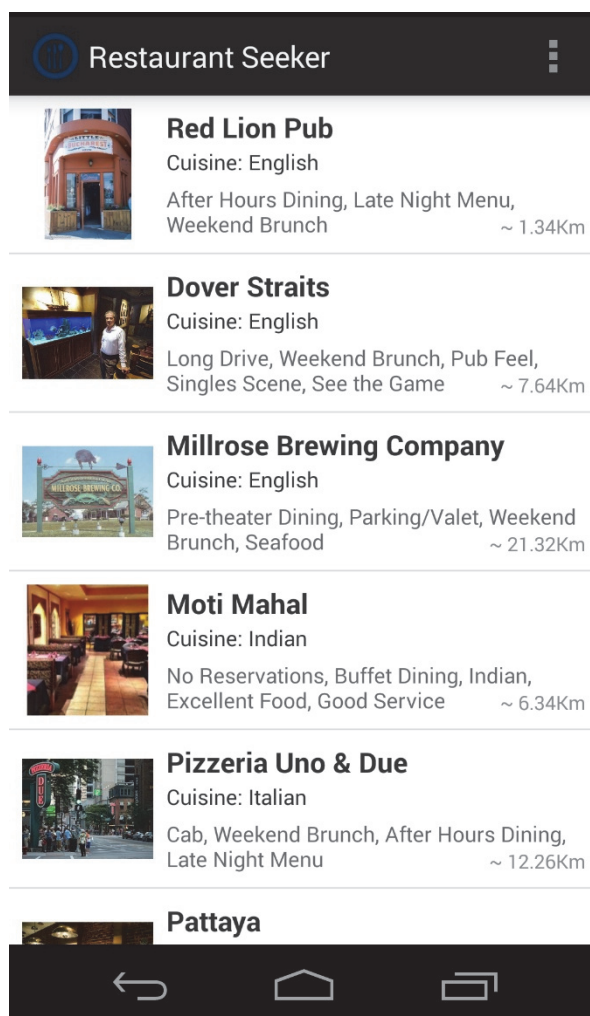 Restaurant Seeker
Red Lion Pub
Cuisine: English
After Hours Dining, Late Night Menu,
Weekend Brunch ~ 1.34Km
Dover Straits
Cuisine: English
Long Drive, Weekend Brunch, Pub Feel,
Singles Scene, See the Game ~ 7.64Km
MILLROSE BREWING CO.
Millrose Brewing Company
Cuisine: English
Pre-theater Dining, Parking/Valet, Weekend
Brunch, Seafood ~ 21.32Km
Moti Mahal
Cuisine: Indian
No Reservations, Buffet Dining, Indian,
Excellent Food, Good Service ~ 6.34Km
DUE
Pizzeria Uno & Due
Cuisine: Italian
Cab, Weekend Brunch, After Hours Dining,
Late Night Menu ~ 12.26Km
Pattaya